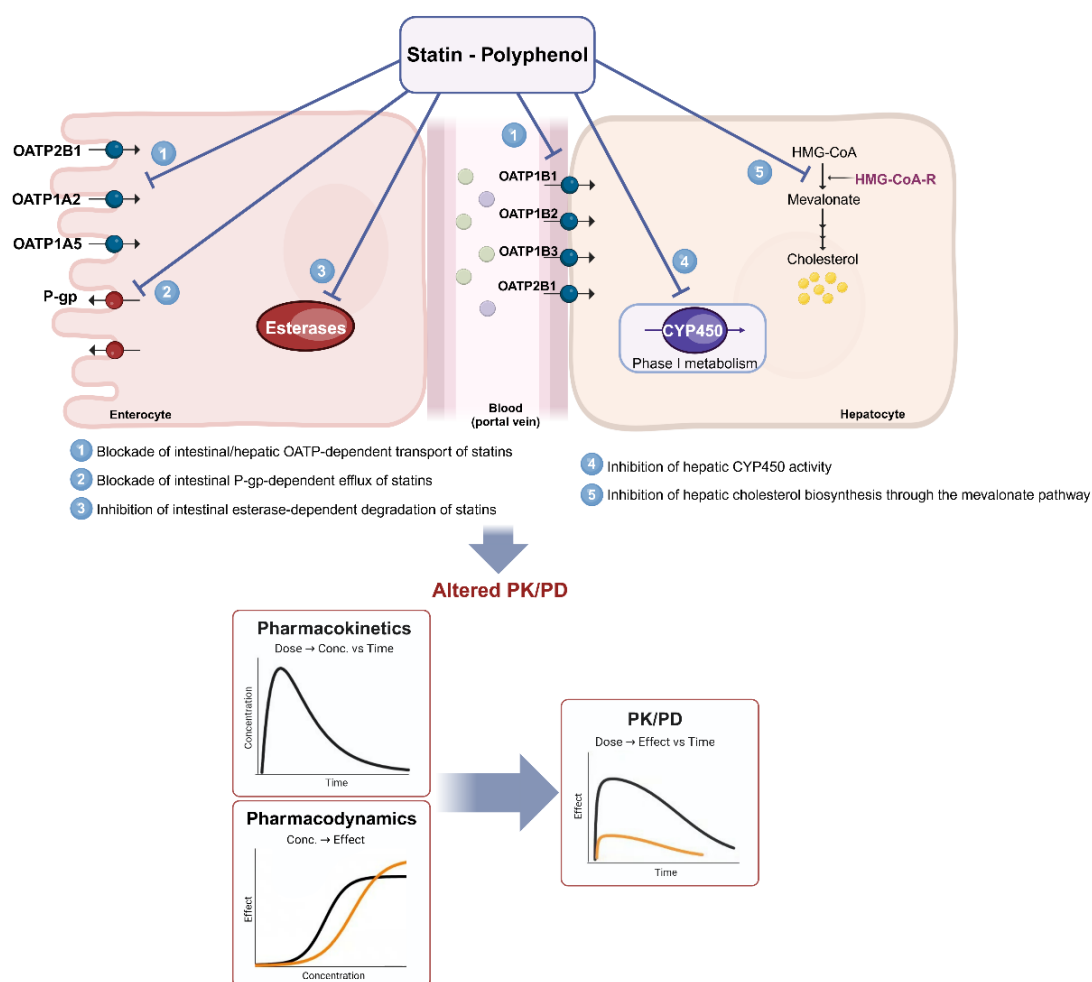 Statin - Polyphenol
OATP2B1
1
OATP1A2
OATP1A5
P-gp
2
3
Esterases
Enterocyte
1
OATP1B1
OATP1B2
OATP1B3
OATP2B1
Blood
(portal vein)
HMG-CoA
5
HMG-CoA-R
Mevalonate
Cholesterol
4
CYP450
Phase I metabolism
Hepatocyte
1 Blockade of intestinal/hepatic OATP-dependent transport of statins
2 Blockade of intestinal P-gp-dependent efflux of statins
3 Inhibition of intestinal esterase-dependent degradation of statins
4 Inhibition of hepatic CYP450 activity
5 Inhibition of hepatic cholesterol biosynthesis through the mevalonate pathway
Altered PK/PD
Pharmacokinetics
Dose → Conc. vs Time
Concentration
Time
Pharmacodynamics
Conc. → Effect
Effect
Concentration
PK/PD
Dose → Effect vs Time
Effect
Time